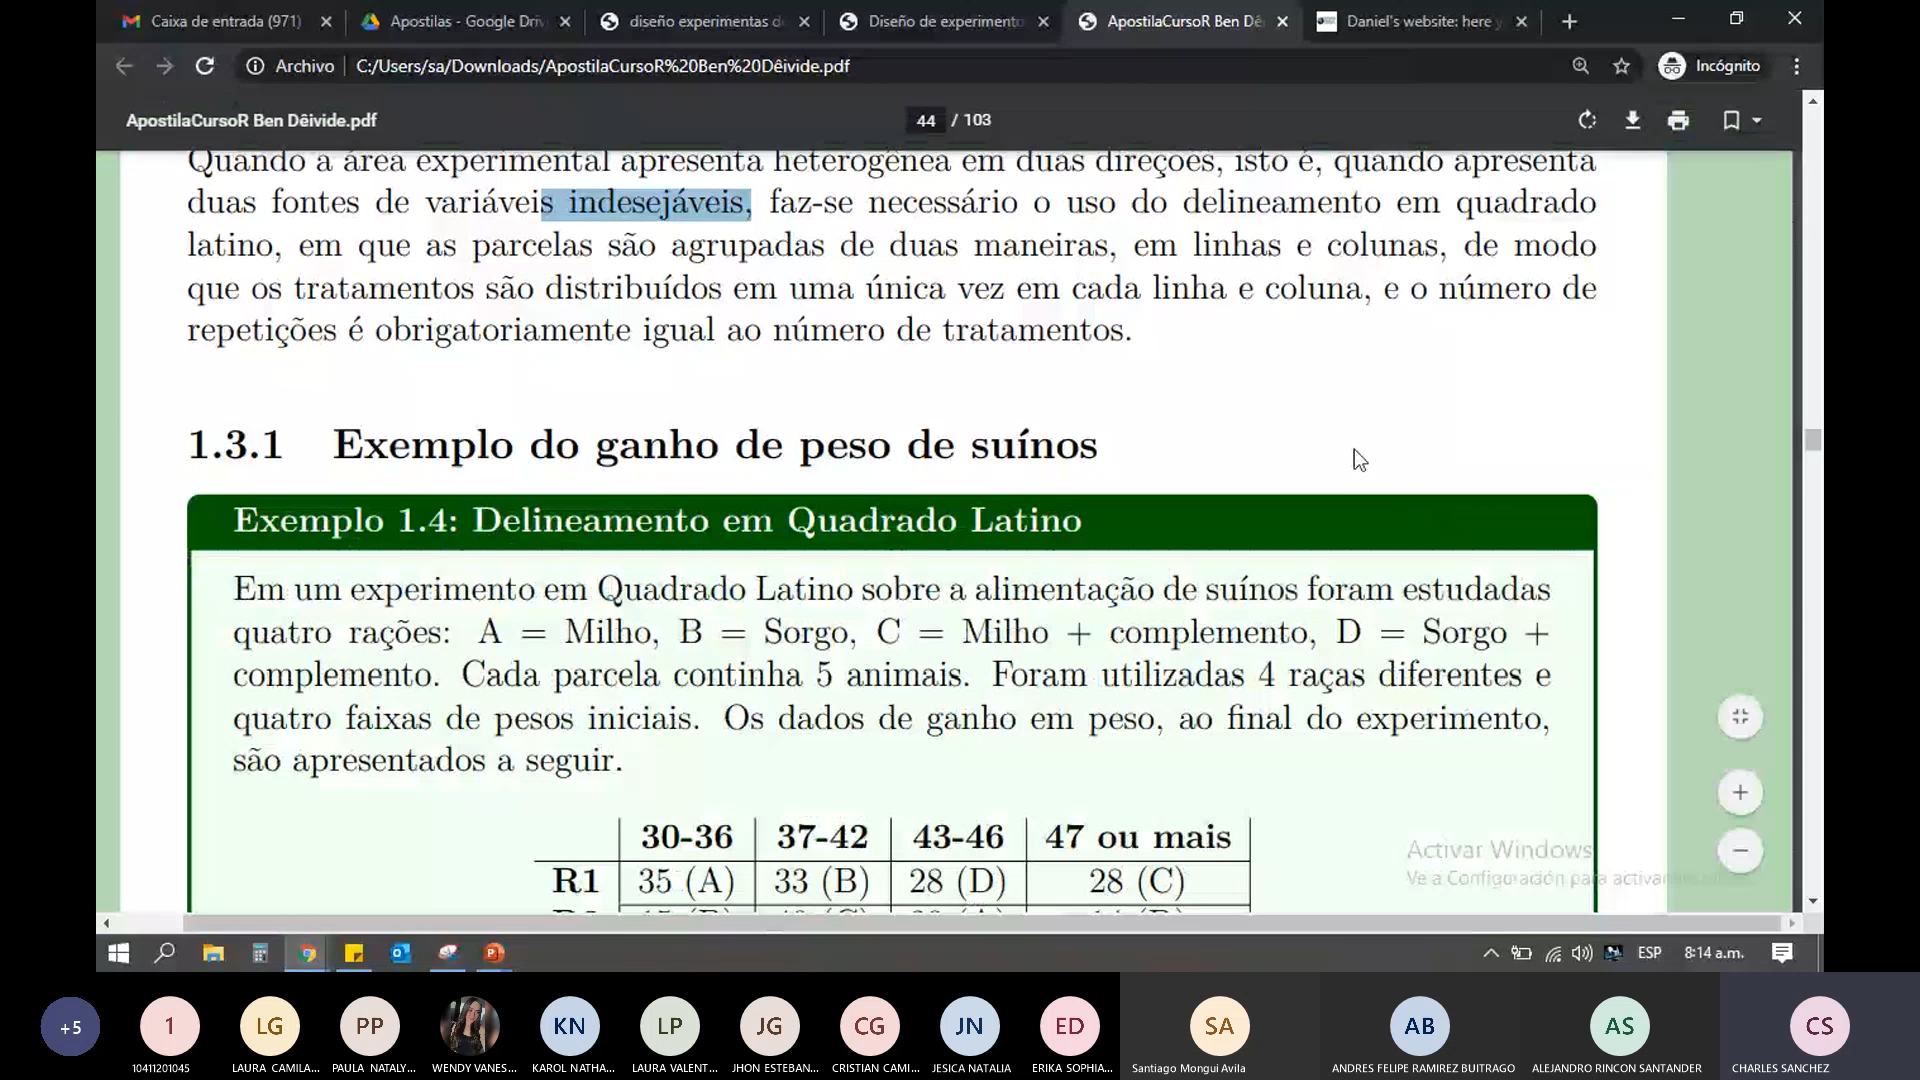 Caixa de entrada (971)
Apostilas - Google Driv
diseño experimentas d
Diseño de experimento
ApostilaCursoR Ben Dê
Daniel's website: here y
Archivo
C:/Users/sa/Downloads/ApostilaCursoR%20Ben%20Dêivide.pdf
Incógnito
ApostilaCursoR Ben Dêivide.pdf
44 / 103
Quando a área experimental apresenta heterogênea em duas direções, isto é, quando apresenta
duas fontes de variáveis indesejáveis, faz-se necessário o uso do delineamento em quadrado
latino, em que as parcelas são agrupadas de duas maneiras, em linhas e colunas, de modo
que os tratamentos são distribuídos em uma única vez em cada linha e coluna, e o número de
repetições é obrigatoriamente igual ao número de tratamentos.
1.3.1 Exemplo do ganho de peso de suínos
Exemplo 1.4: Delineamento em Quadrado Latino
Em um experimento em Quadrado Latino sobre a alimentação de suínos foram estudadas
quatro rações: A = Milho, B = Sorgo, C = Milho + complemento, D = Sorgo +
complemento. Cada parcela continha 5 animais. Foram utilizadas 4 raças diferentes e
quatro faixas de pesos iniciais. Os dados de ganho em peso, ao final do experimento,
são apresentados a seguir.
30-36 37-42 43-46 47 ou mais
R1 35 (A) 33 (B) 28 (D) 28 (C)
Activar Windows
Ve a Configuración para activar
ESP
8:14 a.m.
+5
1
LG
PP
KN
LP
JG
CG
JN
ED
SA
AB
AS
CS
10411201045
LAURA CAMILA...
PAULA NATALY...
WENDY VANES...
KAROL NATHA...
LAURA VALENT...
JHON ESTEBAN...
CRISTIAN CAMI...
JESICA NATALIA
ERIKA SOPHIA...
Santiago Mongui Avila
ANDRES FELIPE RAMIREZ BUITRAGO
ALEJANDRO RINCON SANTANDER
CHARLES SANCHEZ